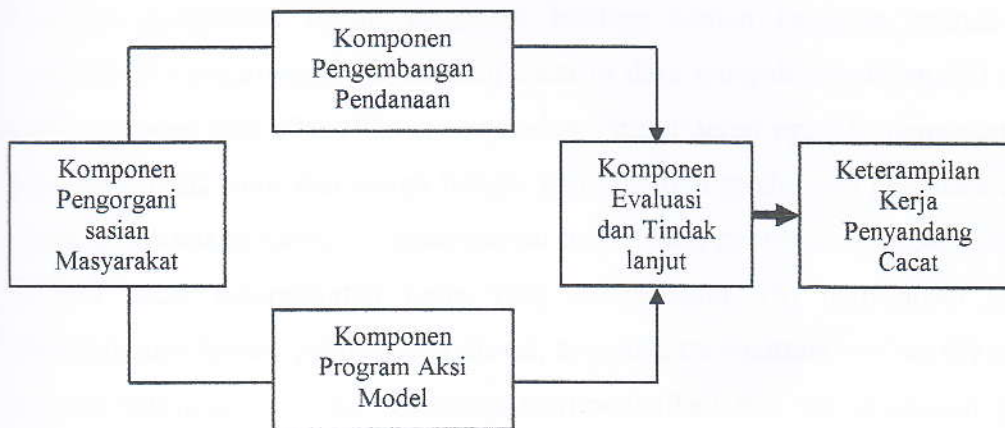 Komponen
Pengembangan
Pendanaan
Komponen
Pengorgani
sasian
Masyarakat
Komponen
Evaluasi
dan Tindak
lanjut
Keterampilan
Kerja
Penyandang
Cacat
Komponen
Program Aksi
Model